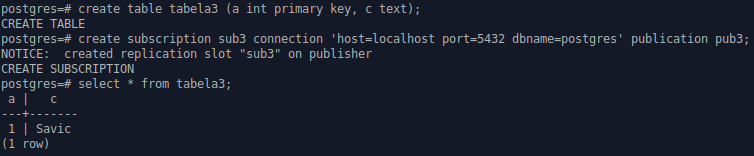 postgres=# create table tabela3 (a int primary key, c text);
CREATE TABLE
postgres=# create subscription sub3 connection 'host=localhost port=5432 dbname=postgres' publication pub3;
NOTICE:  created replication slot "sub3" on publisher
CREATE SUBSCRIPTION
postgres=# select * from tabela3;
 a |   c
---+-------
 1 | Savic
(1 row)